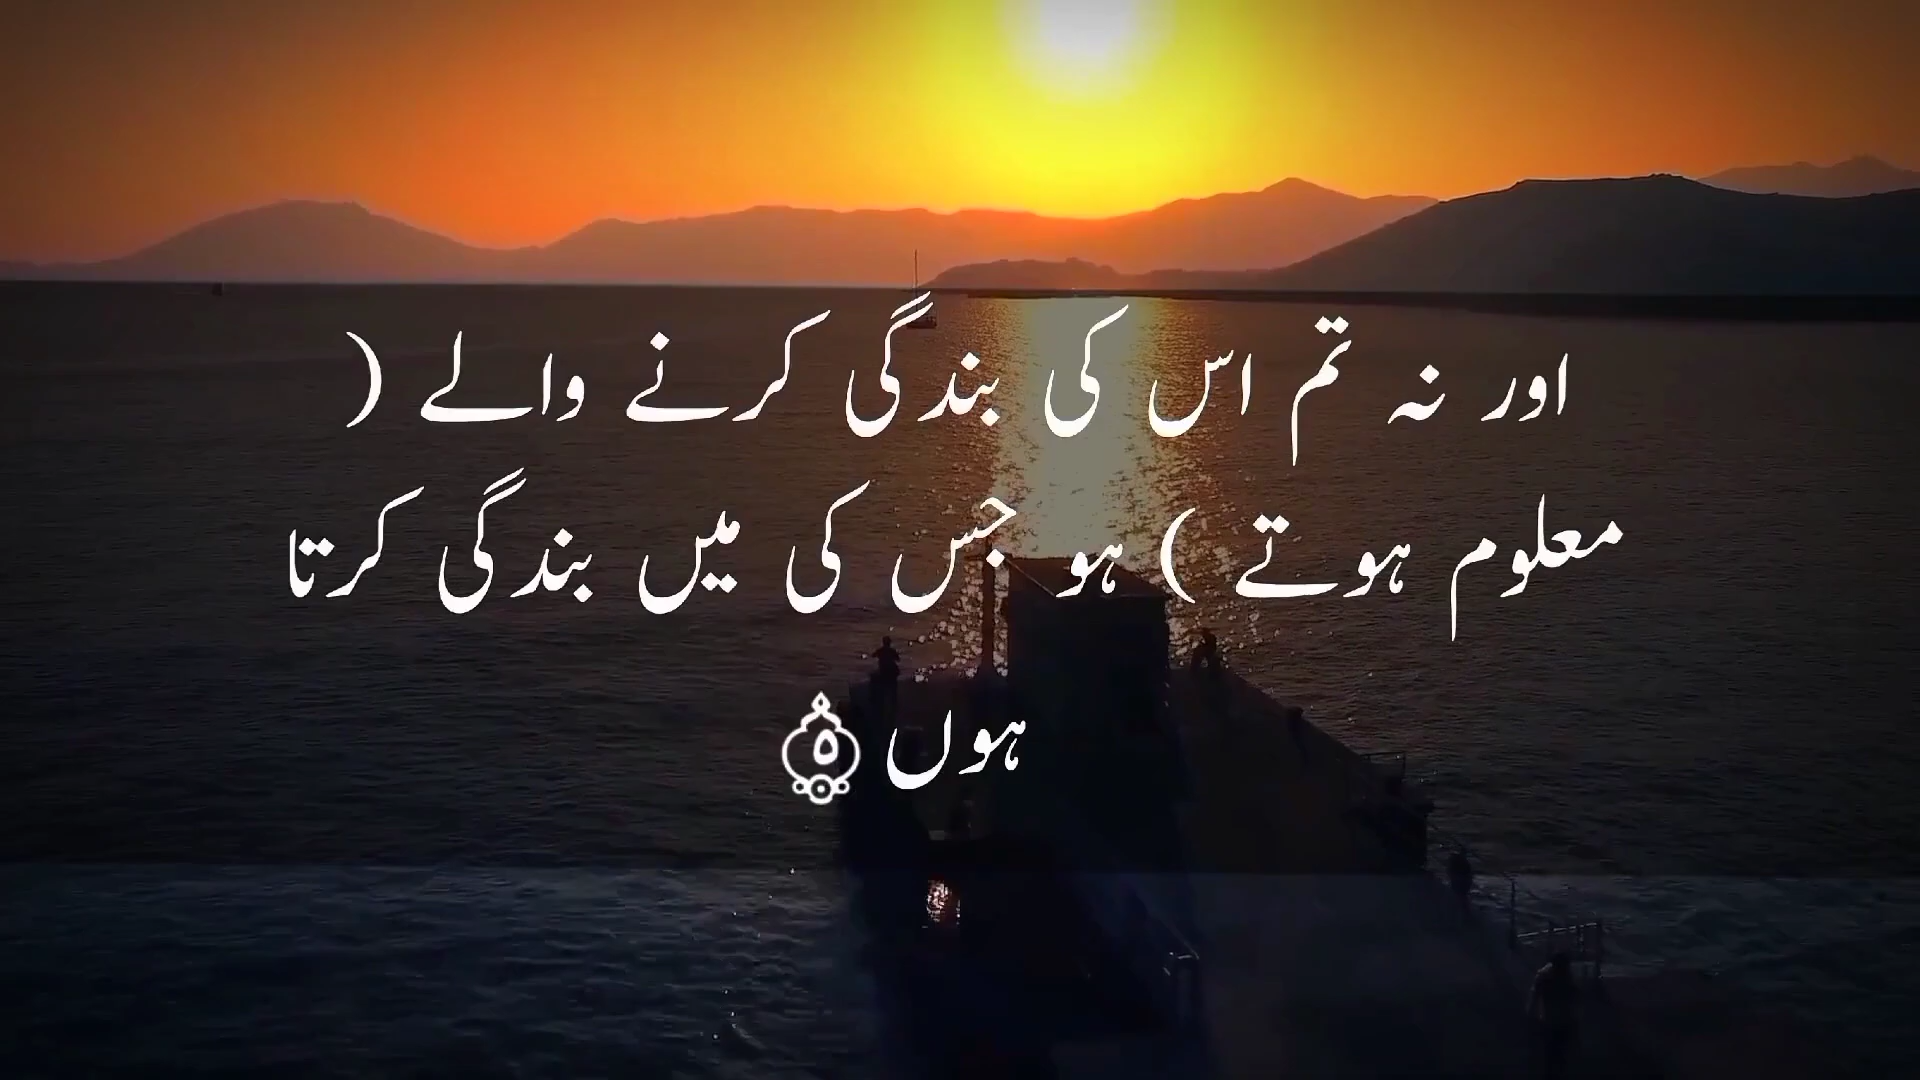 اور نہ تم اس کی بندگی کرنے والے (
معلوم ہوتے ) ہو جس کی میں بندگی کرتا
ہوں ۵